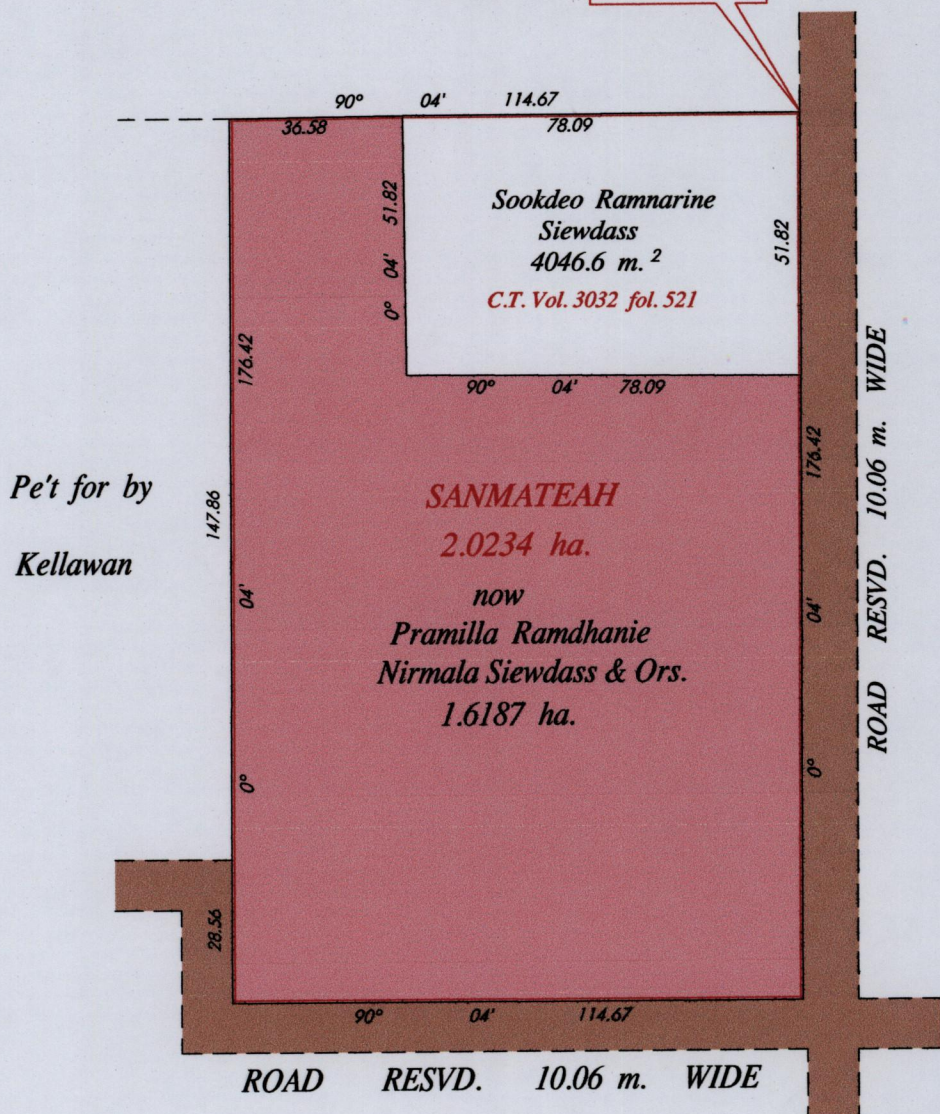 90° 04' 114.67
36.58 78.09
51.82
04'
0°
Sookdeo Ramnarine
Siewdass
4046.6 m.²
C.T. Vol. 3032 fol. 521
51.82
90° 04' 78.09
176.42
147.86
04'
0°
28.56
Pe't for by
Kellawan
SANMATEAH
2.0234 ha.
now
Pramilla Ramdhanie
Nirmala Siewdass & Ors.
1.6187 ha.
176.42
04'
0°
ROAD RESVD. 10.06 m. WIDE
90° 04' 114.67
ROAD RESVD. 10.06 m. WIDE